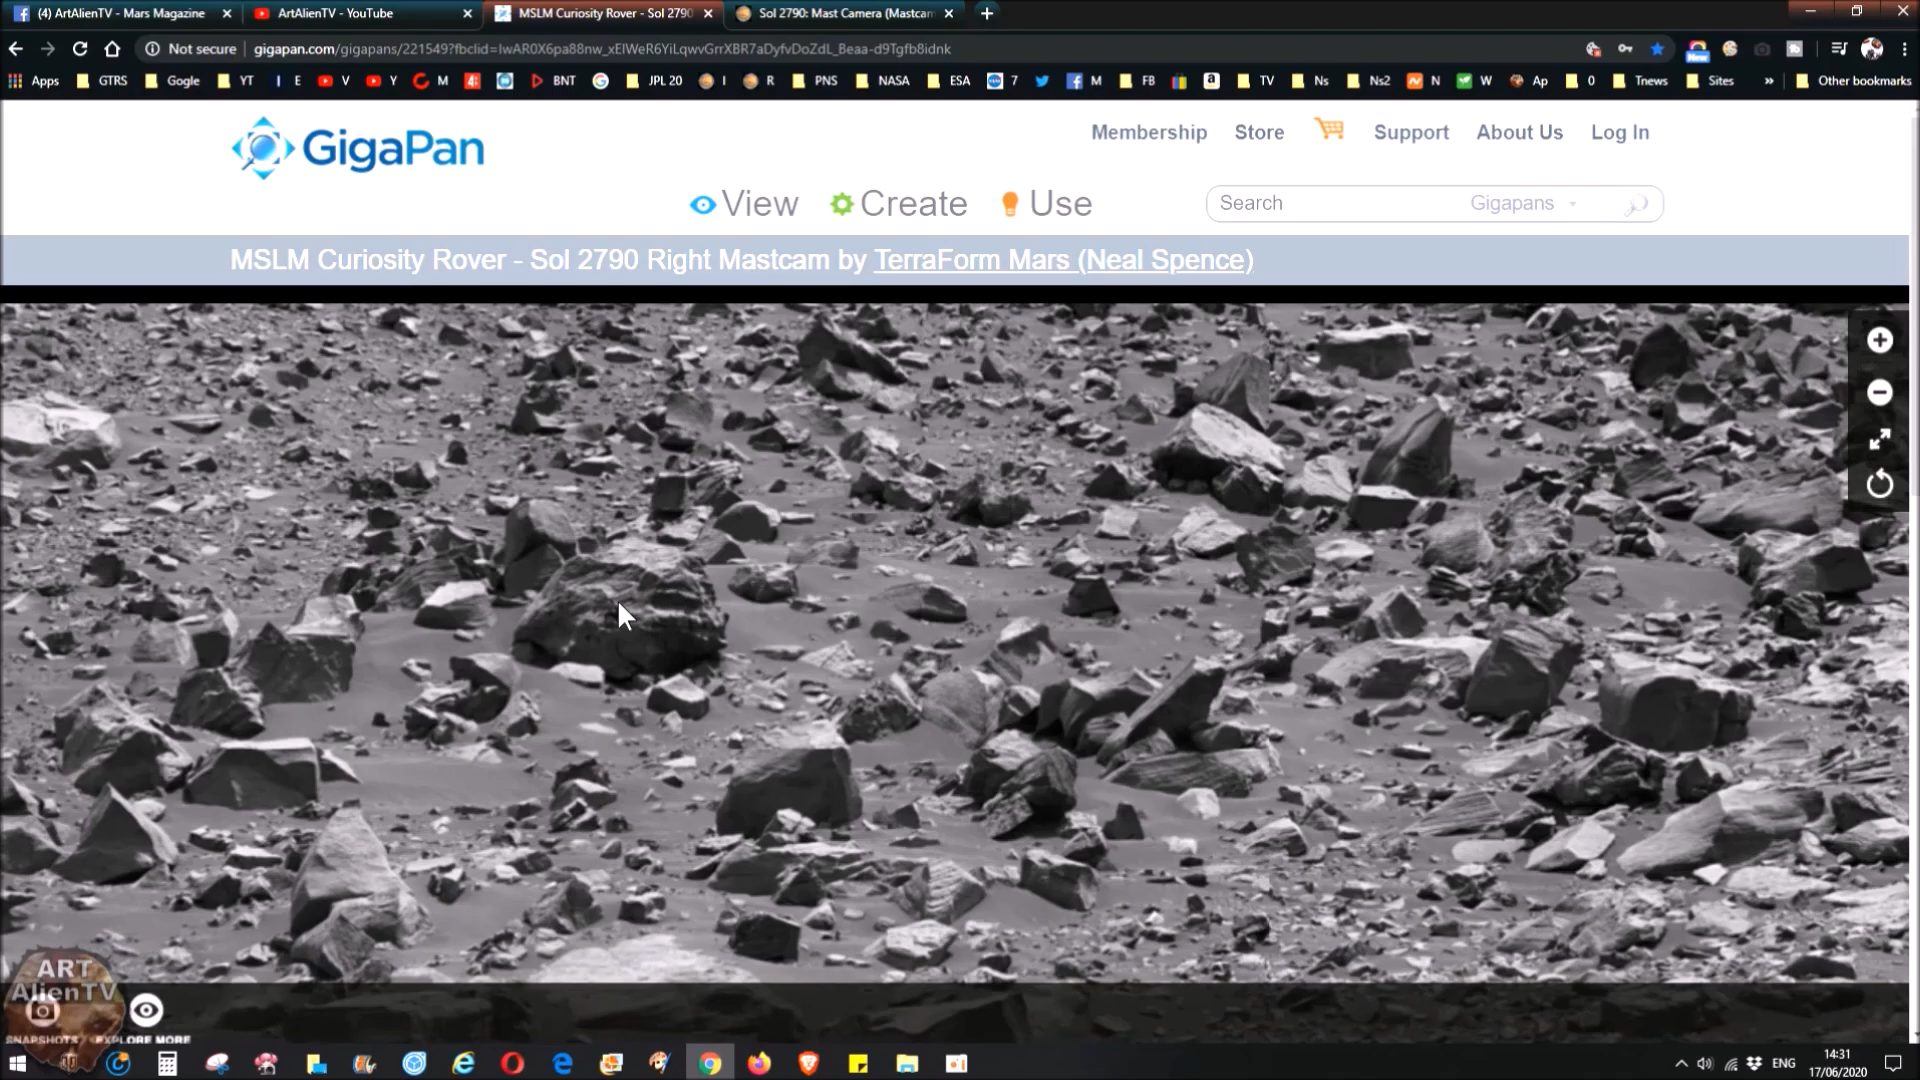 (4) ArtAlienTV - Mars Magazine
ArtAlienTV - YouTube
MSLM Curiosity Rover - Sol 2790
Sol 2790: Mast Camera (Mastcam
Not secure
gigapan.com/gigapans/221549?fbclid=IwAR0X6pa88nw_xEIWeR6YiLqwvGrrXBR7aDyfvDoZdL_Beaa-d9Tgfb8idnk
Apps GTRS Gogle YT E V Y M BNT JPL 20 I R PNS NASA ESA 7 M FB TV Ns Ns2 N W Ap 0 Tnews Sites » Other bookmarks
GigaPan
Membership Store Support About Us Log In
View Create Use
Search Gigapans
MSLM Curiosity Rover - Sol 2790 Right Mastcam by TerraForm Mars (Neal Spence)
ART
AlienTV
SNAPSHOTS EXPLORE MORE
ENG
14:31
17/06/2020